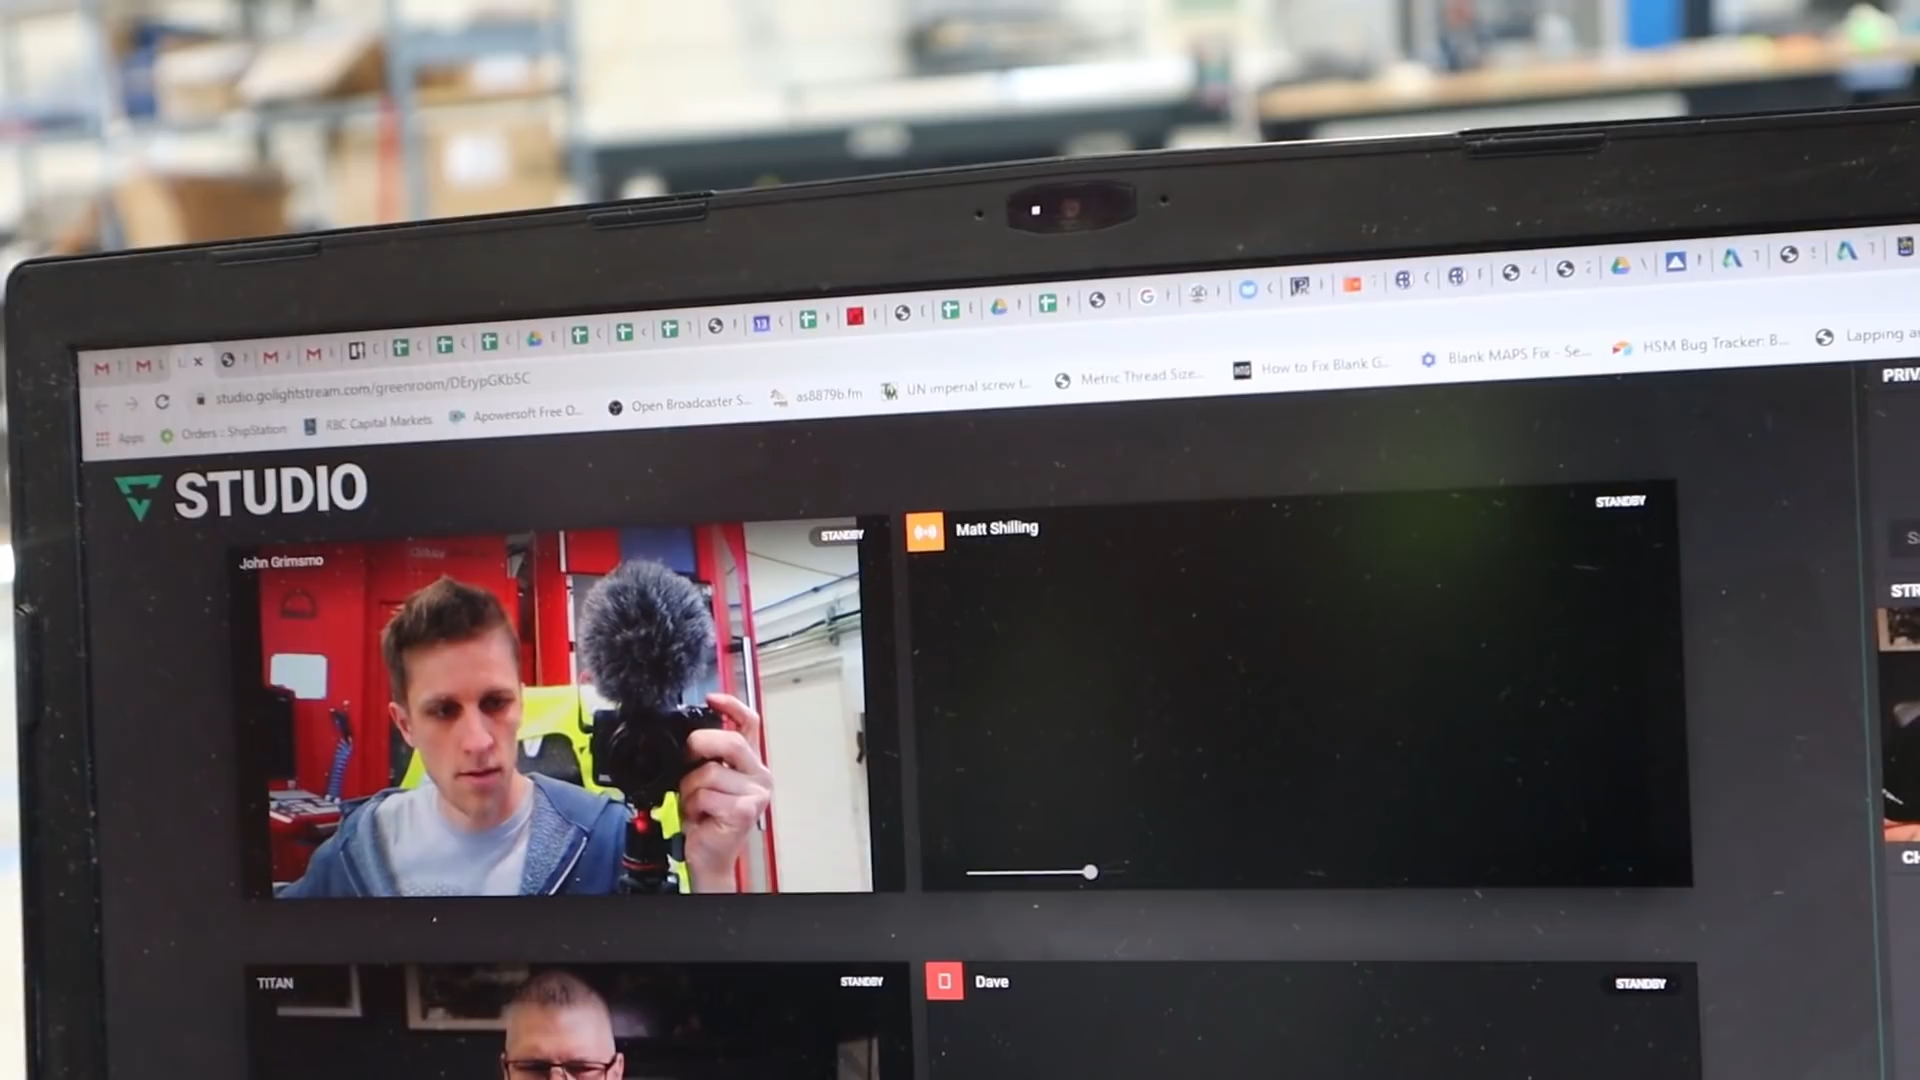 studio.golightstream.com/greenroom/DErypGKb5C
Apps
Orders :: ShipStation
RBC Capital Markets
Apowersoft Free O...
Open Broadcaster S...
as8879b.fm
UN imperial screw t...
Metric Thread Size...
How to Fix Blank G...
Blank MAPS Fix - Se...
HSM Bug Tracker: B...
STUDIO
John Grimsmo
STANDBY
Matt Shilling
STANDBY
TITAN
STANDBY
Dave
STANDBY